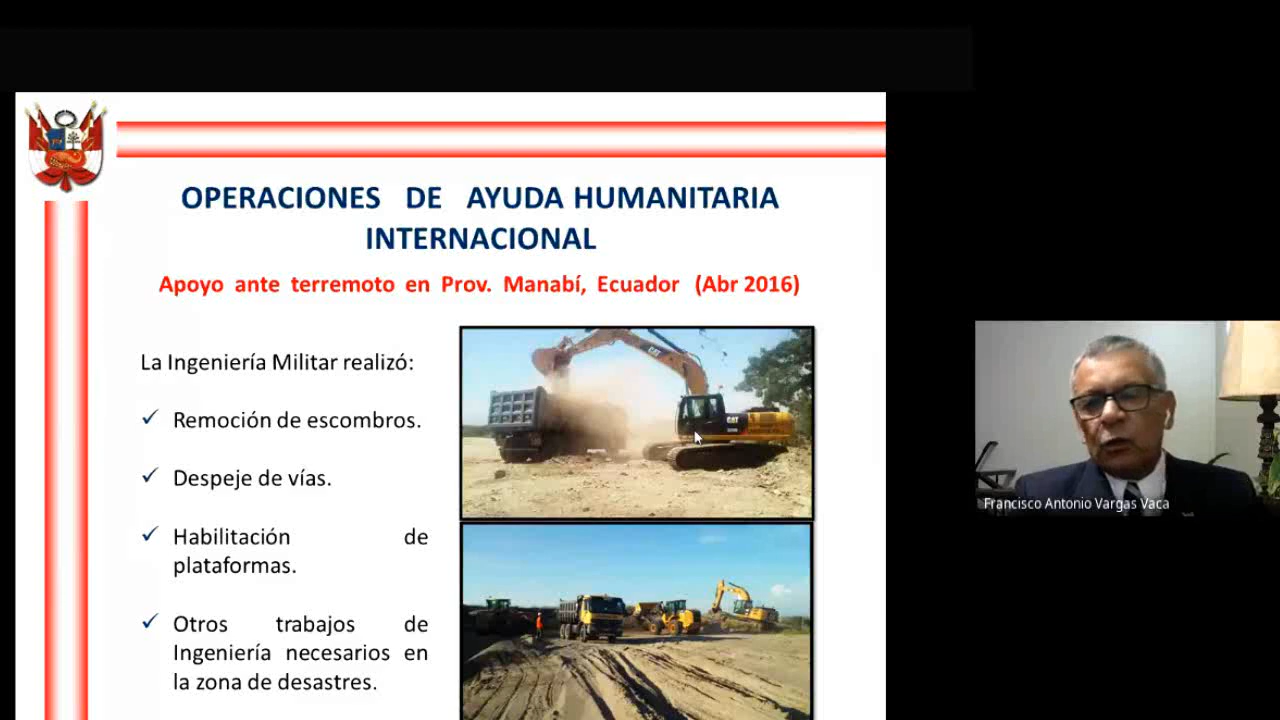 OPERACIONES DE AYUDA HUMANITARIA
INTERNACIONAL
Apoyo ante terremoto en Prov. Manabí, Ecuador (Abr 2016)
La Ingeniería Militar realizó:
✓ Remoción de escombros.
✓ Despeje de vías.
✓ Habilitación de
plataformas.
✓ Otros trabajos de
Ingeniería necesarios en
la zona de desastres.
CAT
CAT
Francisco Antonio Vargas Vaca